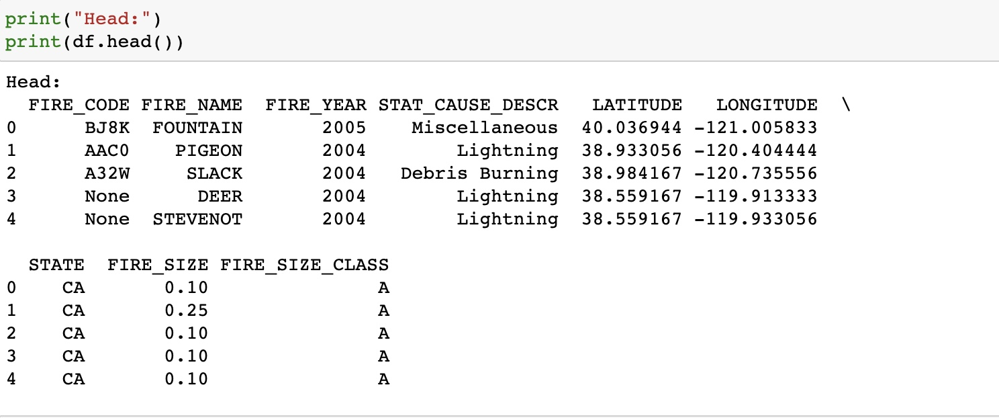 print("Head:")
print(df.head())
Head:
  FIRE_CODE FIRE_NAME  FIRE_YEAR STAT_CAUSE_DESCR   LATITUDE   LONGITUDE  \
0      BJ8K  FOUNTAIN       2005    Miscellaneous  40.036944 -121.005833
1      AAC0    PIGEON       2004        Lightning  38.933056 -120.404444
2      A32W     SLACK       2004   Debris Burning  38.984167 -120.735556
3      None      DEER       2004        Lightning  38.559167 -119.913333
4      None  STEVENOT       2004        Lightning  38.559167 -119.933056
  STATE  FIRE_SIZE FIRE_SIZE_CLASS
0    CA       0.10               A
1    CA       0.25               A
2    CA       0.10               A
3    CA       0.10               A
4    CA       0.10               A